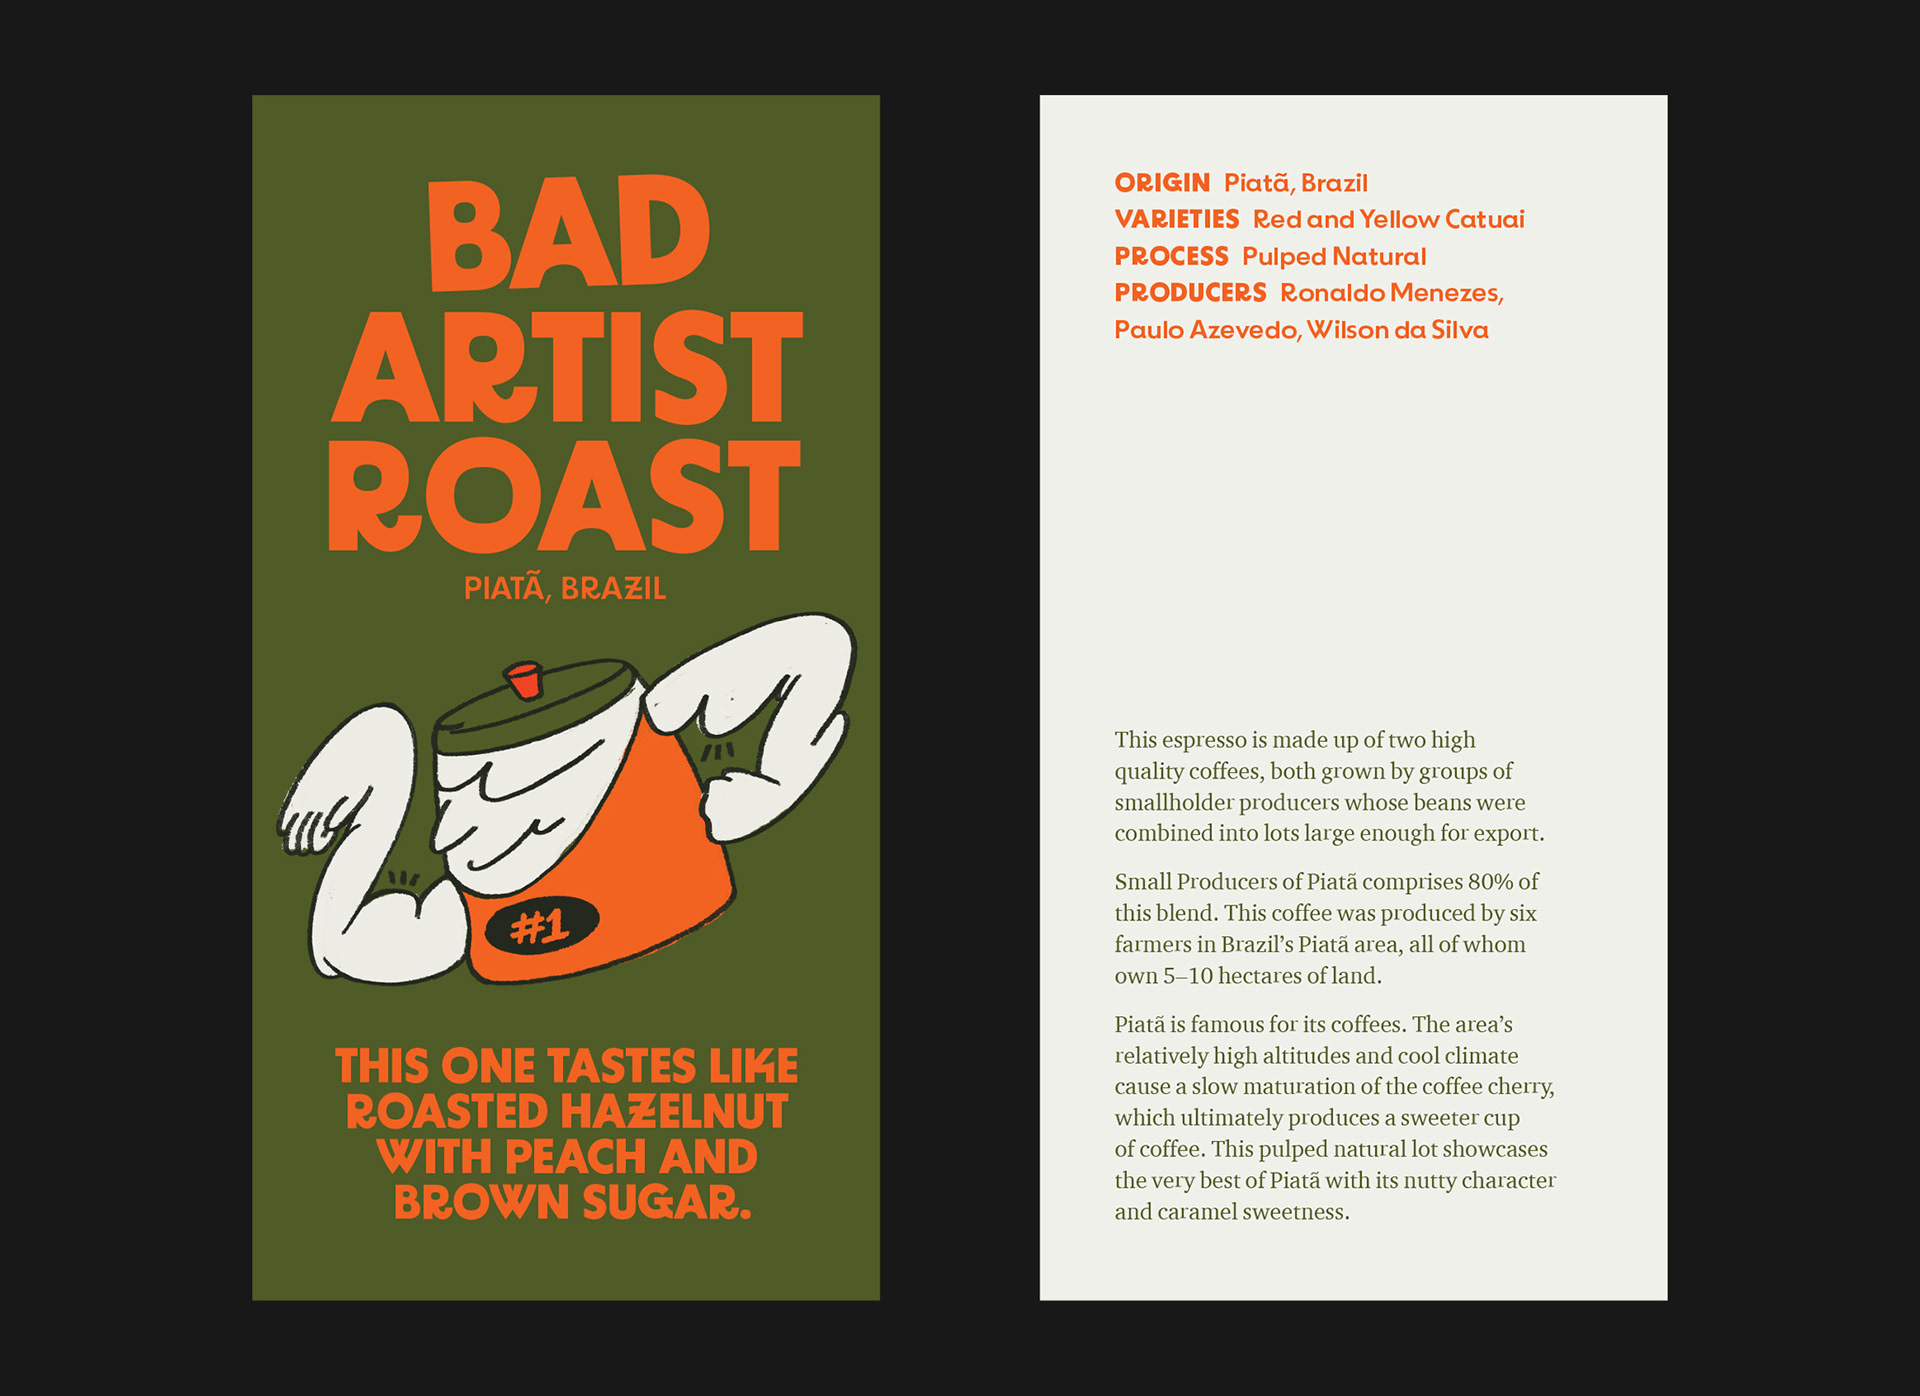 BAD
ARTIST
ROAST
PIATÃ, BRAZIL
#1
THIS ONE TASTES LIKE
ROASTED HAZELNUT
WITH PEACH AND
BROWN SUGAR.
ORIGIN Piatã, Brazil
VARIETIES Red and Yellow Catuai
PROCESS Pulped Natural
PRODUCERS Ronaldo Menezes,
Paulo Azevedo, Wilson da Silva
This espresso is made up of two high
quality coffees, both grown by groups of
smallholder producers whose beans were
combined into lots large enough for export.
Small Producers of Piatã comprises 80% of
this blend. This coffee was produced by six
farmers in Brazil’s Piatã area, all of whom
own 5–10 hectares of land.
Piatã is famous for its coffees. The area’s
relatively high altitudes and cool climate
cause a slow maturation of the coffee cherry,
which ultimately produces a sweeter cup
of coffee. This pulped natural lot showcases
the very best of Piatã with its nutty character
and caramel sweetness.